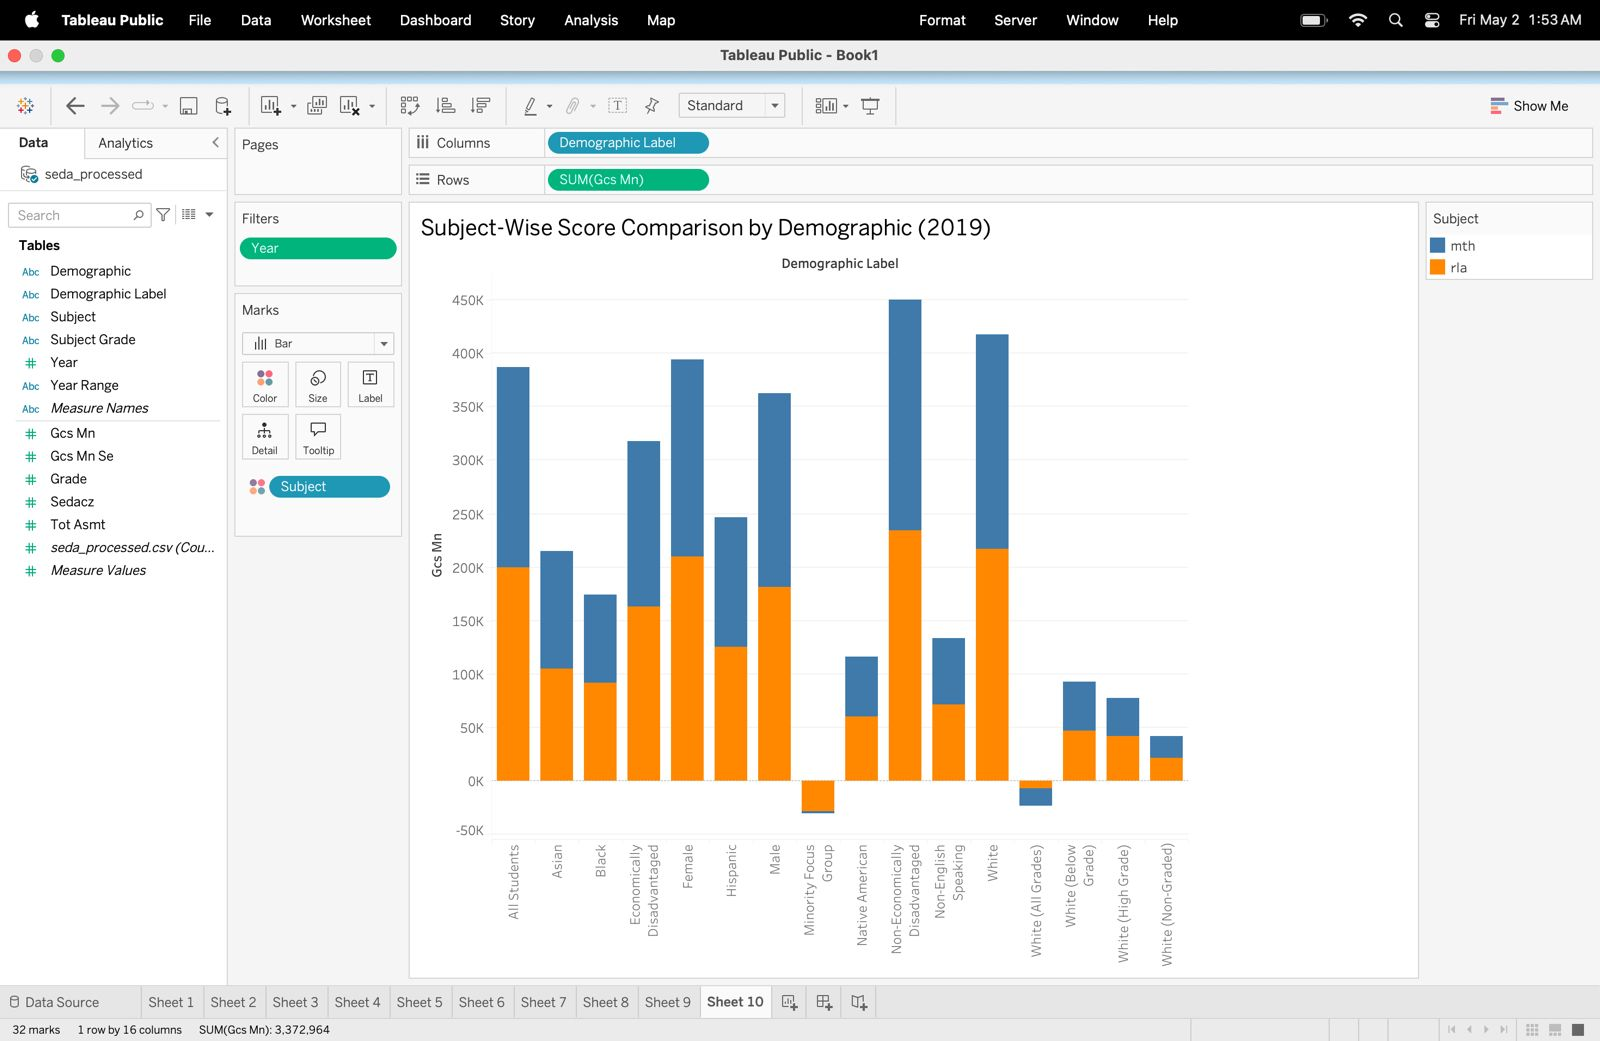 Tableau Public File Data Worksheet Dashboard Story Analysis Map Format Server Window Help Fri May 2 1:53 AM
Tableau Public - Book1
Standard
Show Me
Data Analytics
seda_processed
Search
Tables
Abc Demographic
Abc Demographic Label
Abc Subject
Abc Subject Grade
Year
Abc Year Range
Abc Measure Names
Gcs Mn
Gcs Mn Se
Grade
Sedacz
Tot Asmt
seda_processed.csv (Cou...
Measure Values
Pages
Filters
Year
Marks
Bar
Color Size Label
Detail Tooltip
Subject
Columns Demographic Label
Rows SUM(Gcs Mn)
Subject-Wise Score Comparison by Demographic (2019)
Demographic Label
450K
400K
350K
300K
250K
200K
150K
100K
50K
0K
-50K
Gcs Mn
All Students
Asian
Black
Economically
Disadvantaged
Female
Hispanic
Male
Minority Focus
Group
Native American
Non-Economically
Disadvantaged
Non-English
Speaking
White
White (All Grades)
White (Below
Grade)
White (High Grade)
White (Non-Graded)
Subject
mth
rla
Data Source Sheet 1 Sheet 2 Sheet 3 Sheet 4 Sheet 5 Sheet 6 Sheet 7 Sheet 8 Sheet 9 Sheet 10
32 marks 1 row by 16 columns SUM(Gcs Mn): 3,372,964